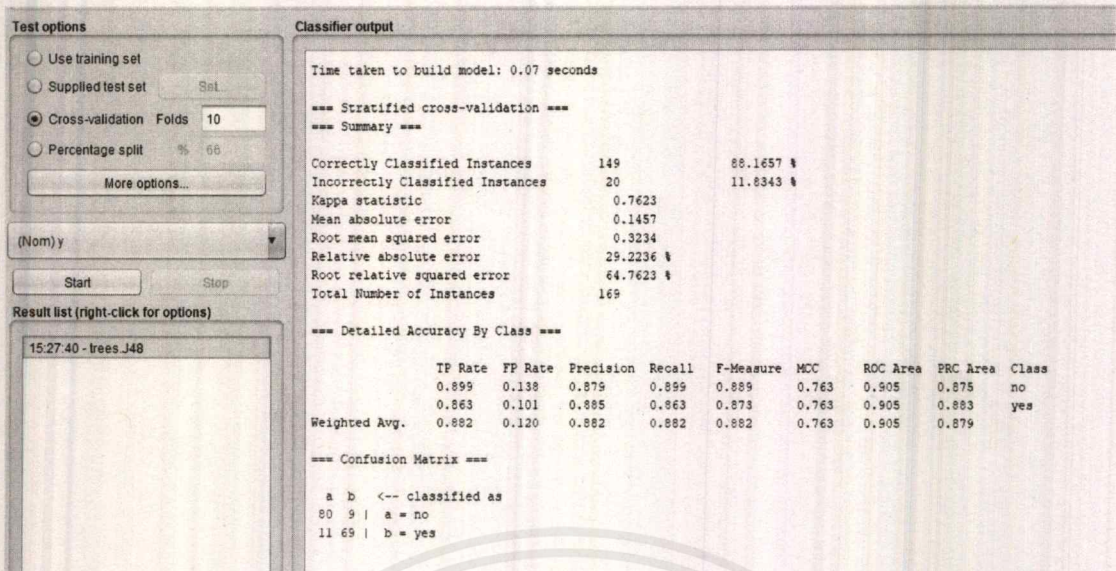 Test options
Use training set
Supplied test set Set...
Cross-validation Folds 10
Percentage split % 66
More options...
(Nom) y
Start Stop
Result list (right-click for options)
15:27:40 - trees.J48
Classifier output
Time taken to build model: 0.07 seconds
=== Stratified cross-validation ===
=== Summary ===
Correctly Classified Instances 149 88.1657 %
Incorrectly Classified Instances 20 11.8343 %
Kappa statistic 0.7623
Mean absolute error 0.1457
Root mean squared error 0.3234
Relative absolute error 29.2236 %
Root relative squared error 64.7623 %
Total Number of Instances 169
=== Detailed Accuracy By Class ===
TP Rate FP Rate Precision Recall F-Measure MCC ROC Area PRC Area Class
0.899 0.138 0.879 0.899 0.889 0.763 0.905 0.875 no
0.863 0.101 0.885 0.863 0.873 0.763 0.905 0.883 yes
Weighted Avg. 0.882 0.120 0.882 0.882 0.882 0.763 0.905 0.879
=== Confusion Matrix ===
a b <-- classified as
80 9 | a = no
11 69 | b = yes